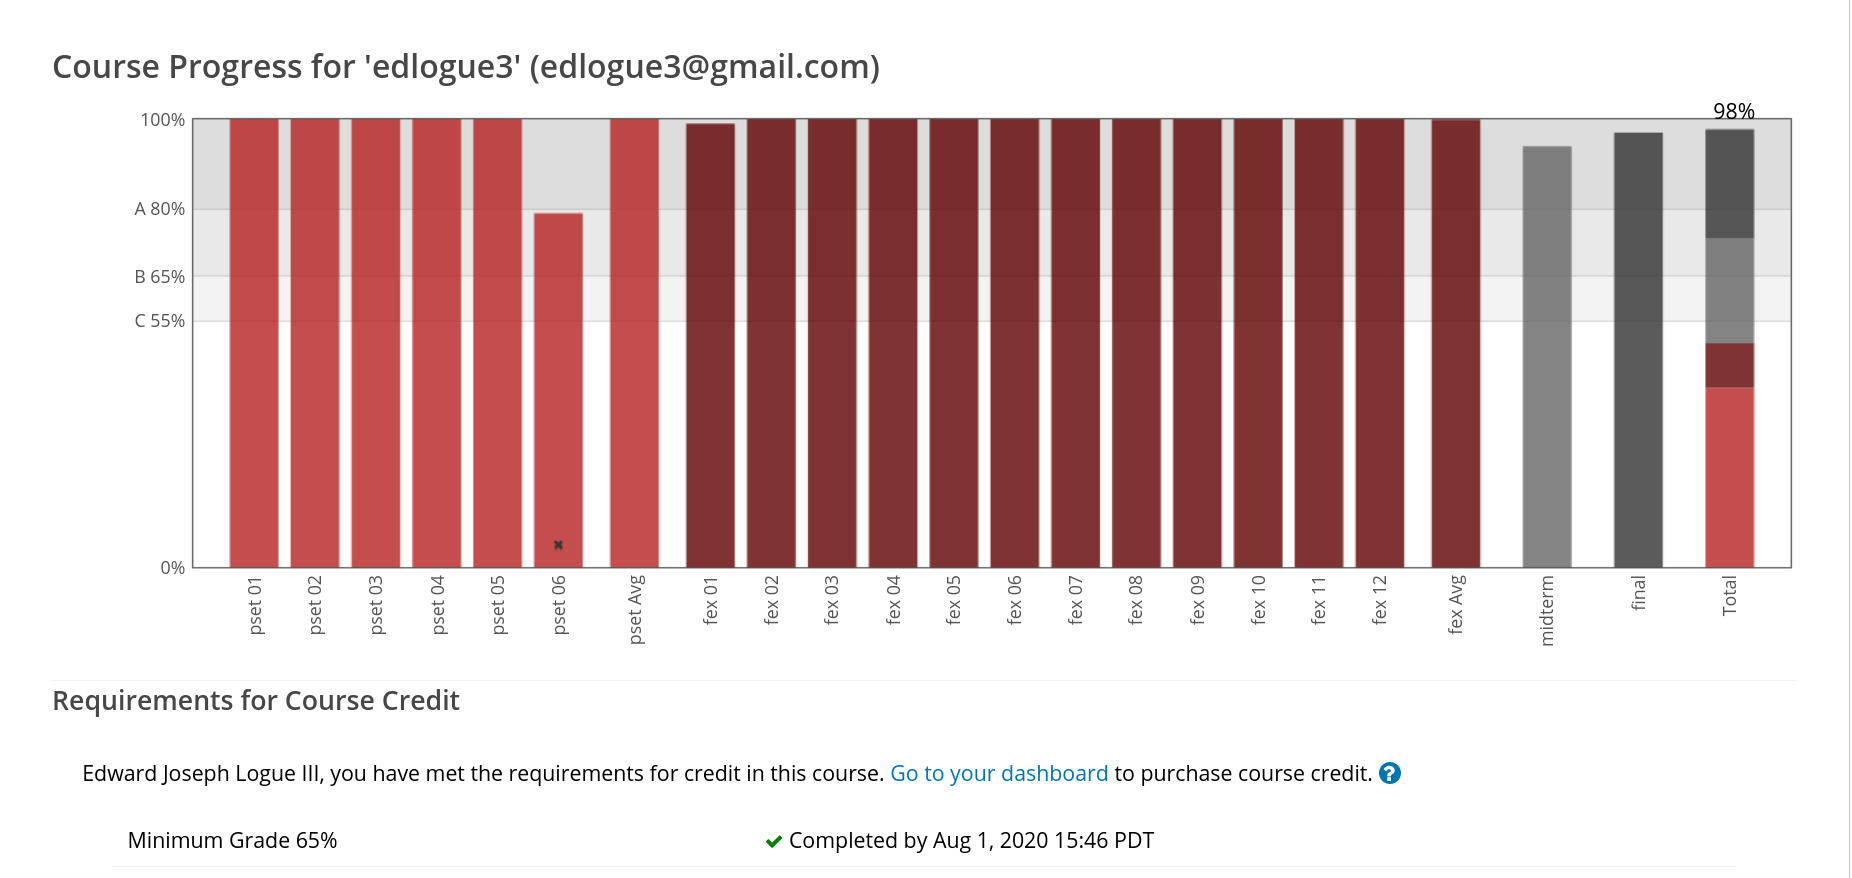 Course Progress for 'edlogue3' (edlogue3@gmail.com)
98%
100%
A 80%
B 65%
C 55%
0%
pset 01
pset 02
pset 03
pset 04
pset 05
pset 06
pset Avg
fex 01
fex 02
fex 03
fex 04
fex 05
fex 06
fex 07
fex 08
fex 09
fex 10
fex 11
fex 12
fex Avg
midterm
final
Total
Requirements for Course Credit
Edward Joseph Logue III, you have met the requirements for credit in this course. Go to your dashboard to purchase course credit. ?
Minimum Grade 65%
Completed by Aug 1, 2020 15:46 PDT